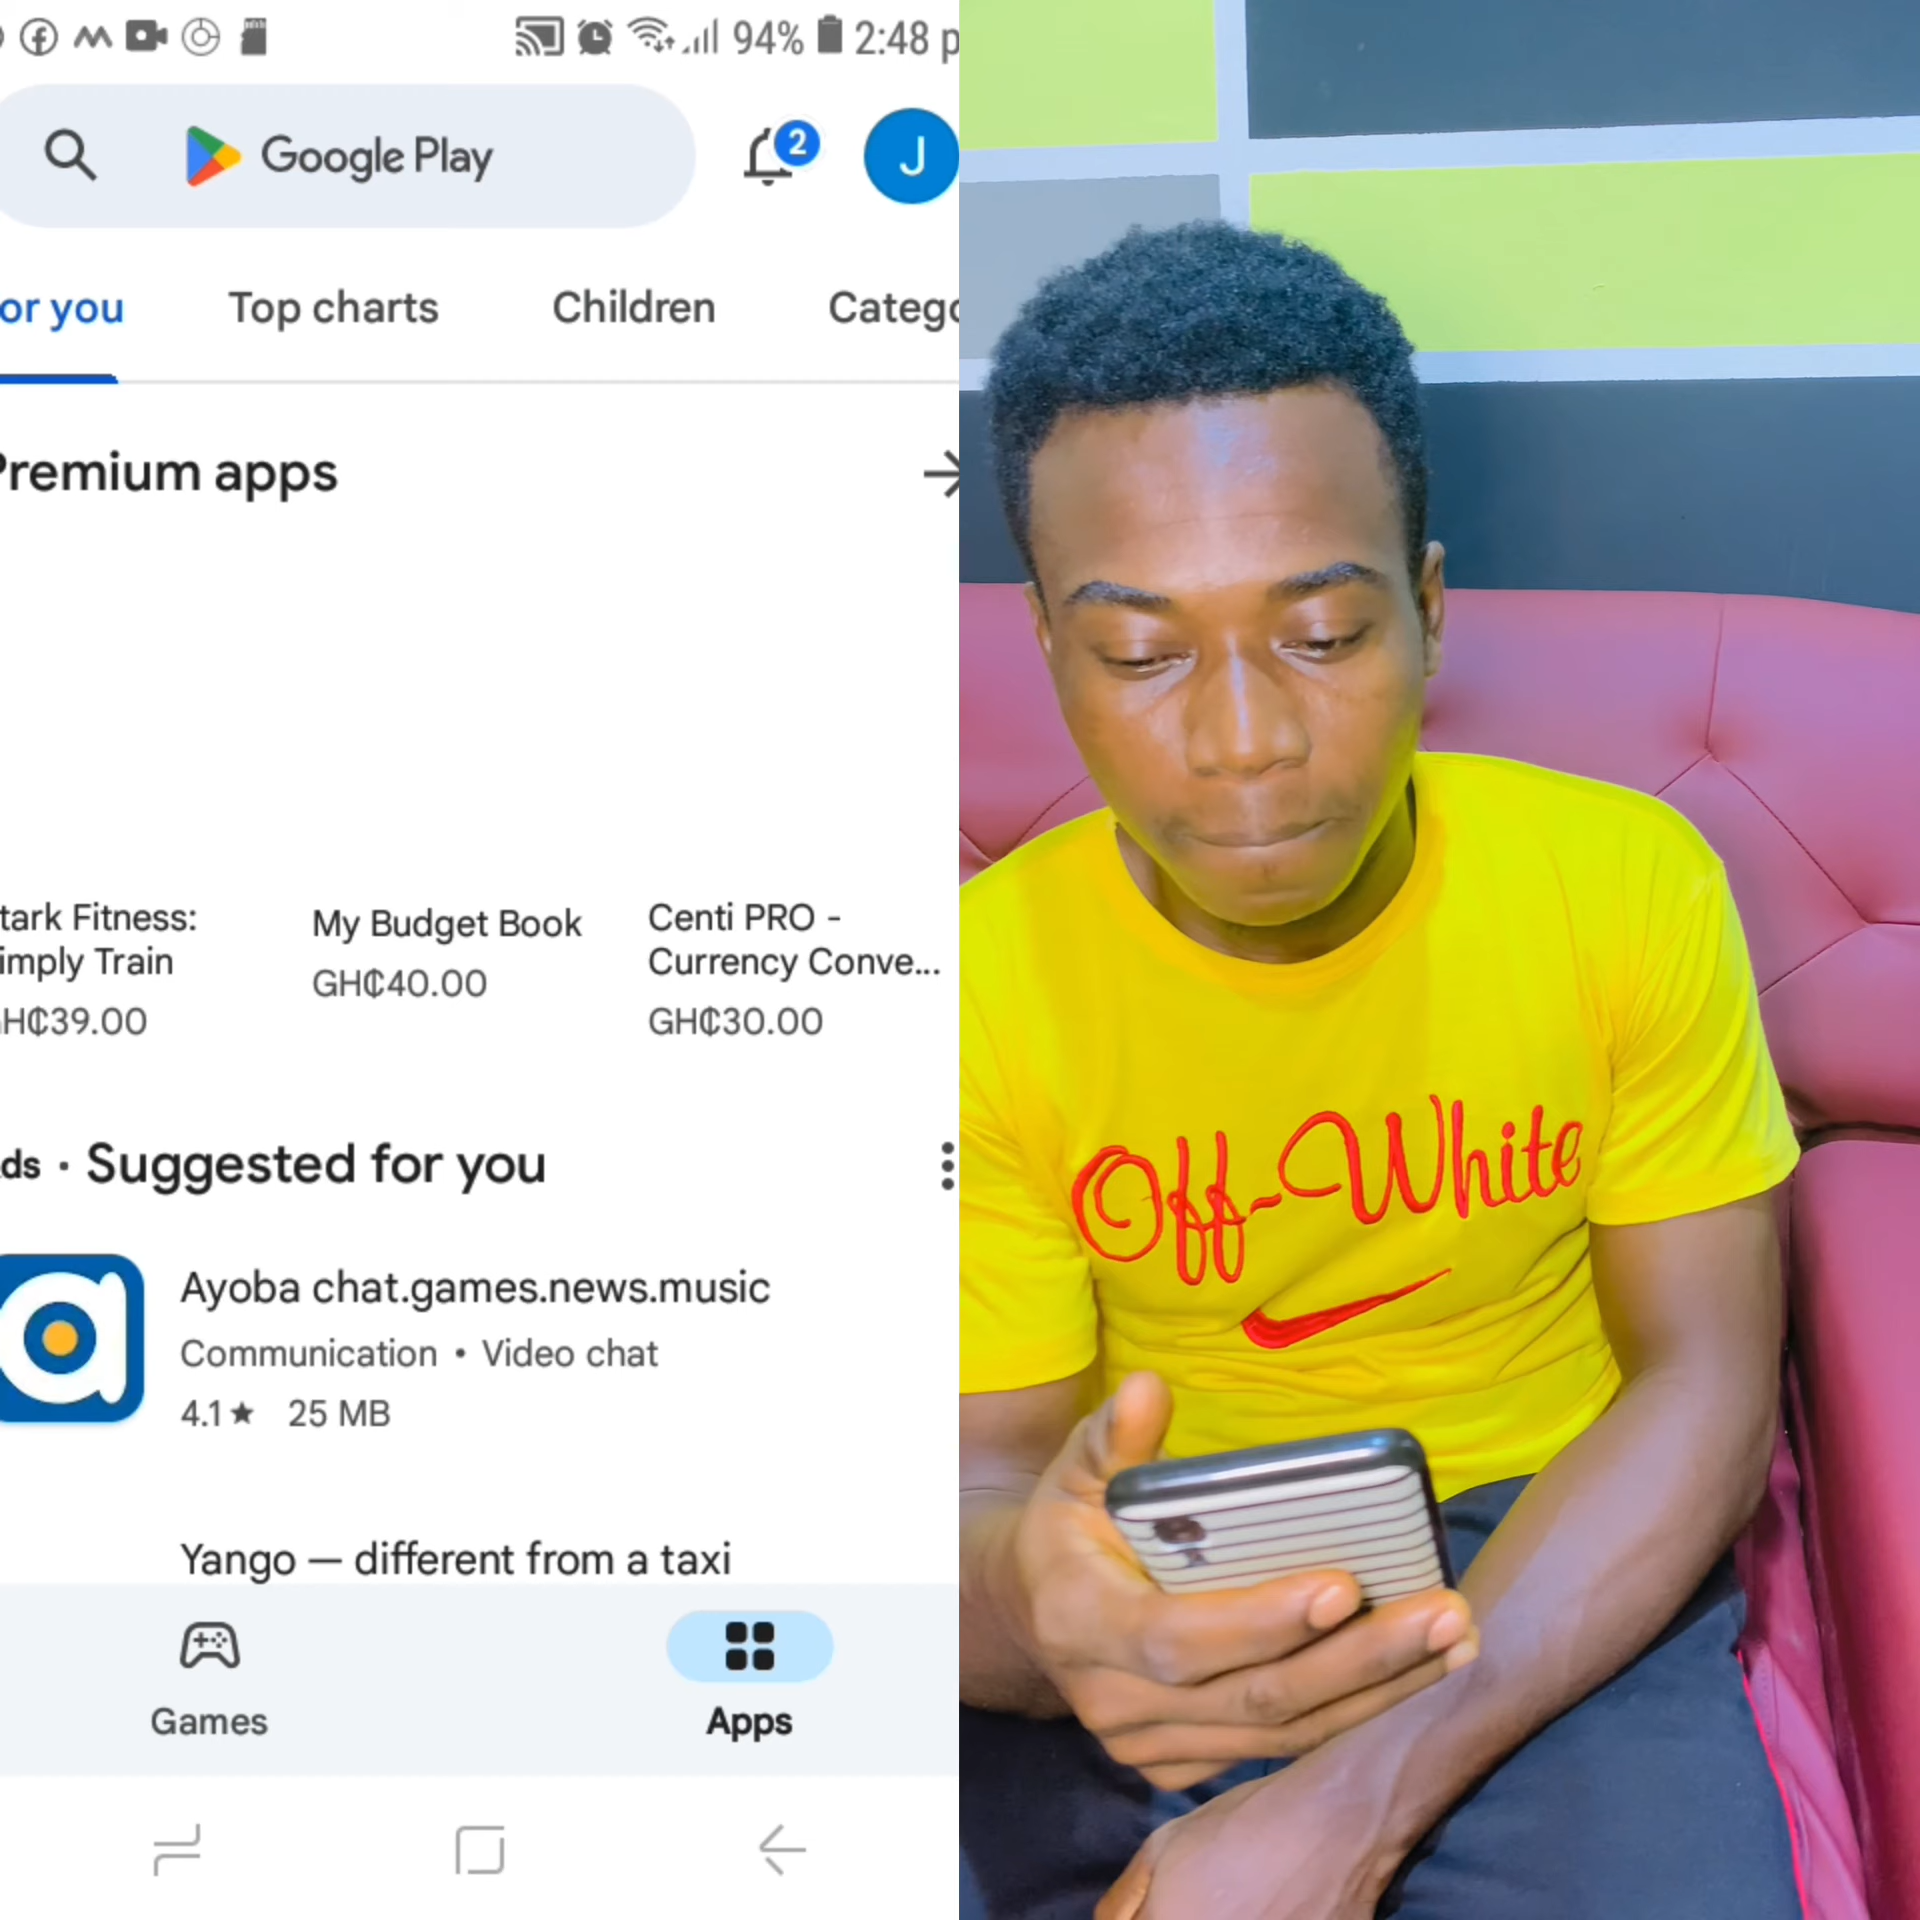 94% 2:48 p
Google Play
2
J
or you Top charts Children Catego
Premium apps
tark Fitness:
imply Train
H₵39.00
My Budget Book
GH₵40.00
Centi PRO -
Currency Conve...
GH₵30.00
ds · Suggested for you
Ayoba chat.games.news.music
Communication • Video chat
4.1★ 25 MB
Yango — different from a taxi
Games Apps
Off-White